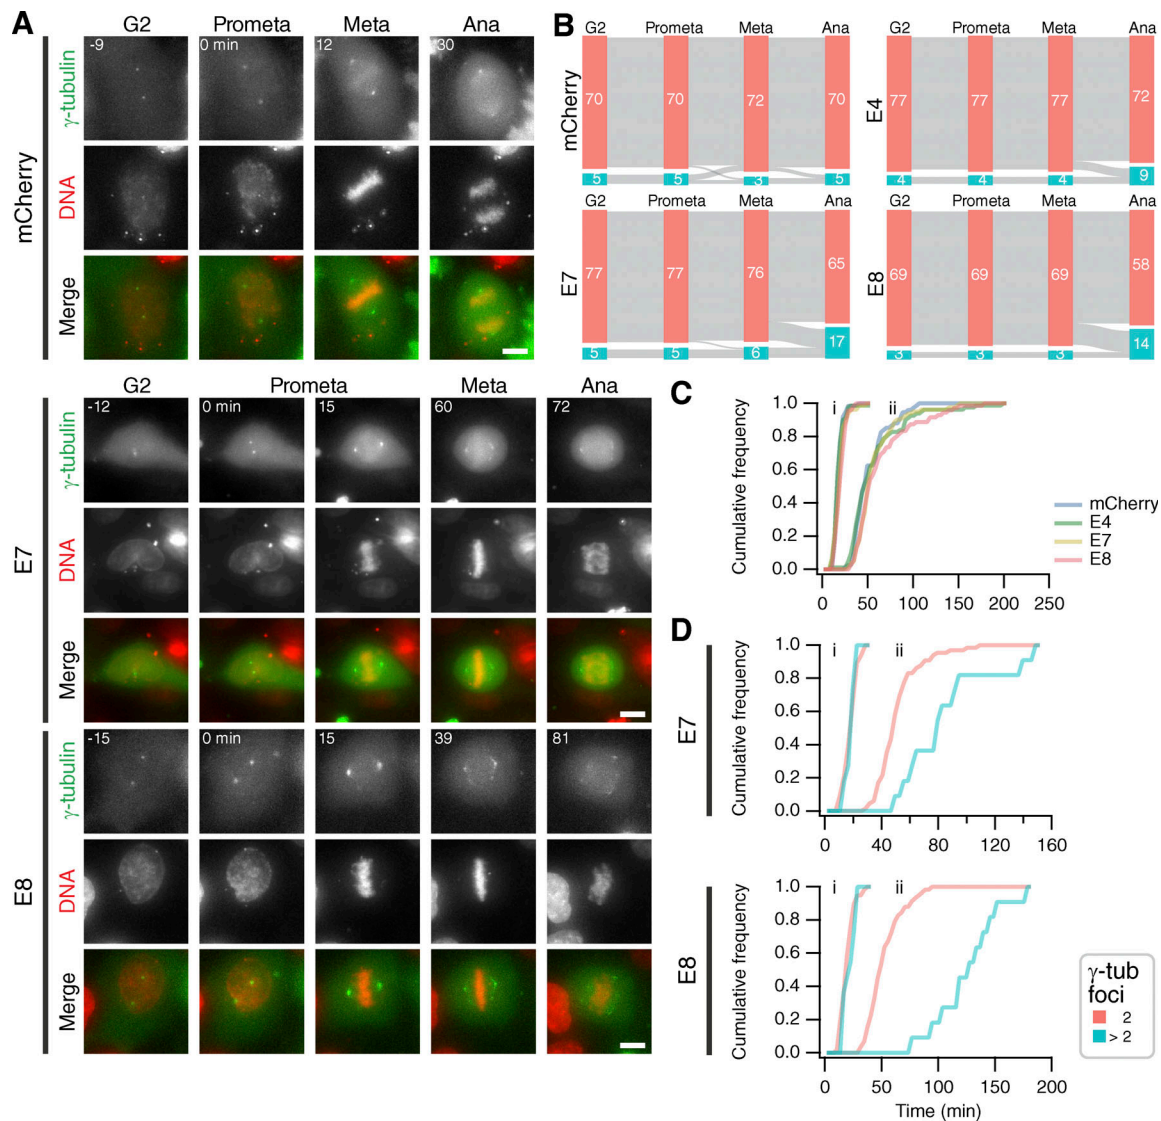 A
G2 Prometa Meta Ana
mCherry
γ-tubulin
-9 0 min 12 30
DNA
Merge
G2 Prometa Meta Ana
E7
γ-tubulin
-12 0 min 15 60 72
DNA
Merge
E8
γ-tubulin
-15 0 min 15 39 81
DNA
Merge
B
mCherry
G2 Prometa Meta Ana
70 70 72 70
5 5 3 5
E4
G2 Prometa Meta Ana
77 77 77 72
4 4 4 9
E7
G2 Prometa Meta Ana
77 77 76 65
5 5 6 17
E8
G2 Prometa Meta Ana
69 69 69 58
3 3 3 14
C
Cumulative frequency
1.0
0.8
0.6
0.4
0.2
0.0
i ii
0 50 100 150 200 250
mCherry
E4
E7
E8
D
E7
Cumulative frequency
1.0
0.8
0.6
0.4
0.2
0.0
i ii
0 40 80 120 160
E8
Cumulative frequency
1.0
0.8
0.6
0.4
0.2
0.0
i ii
0 50 100 150 200
Time (min)
γ-tub
foci
2
> 2